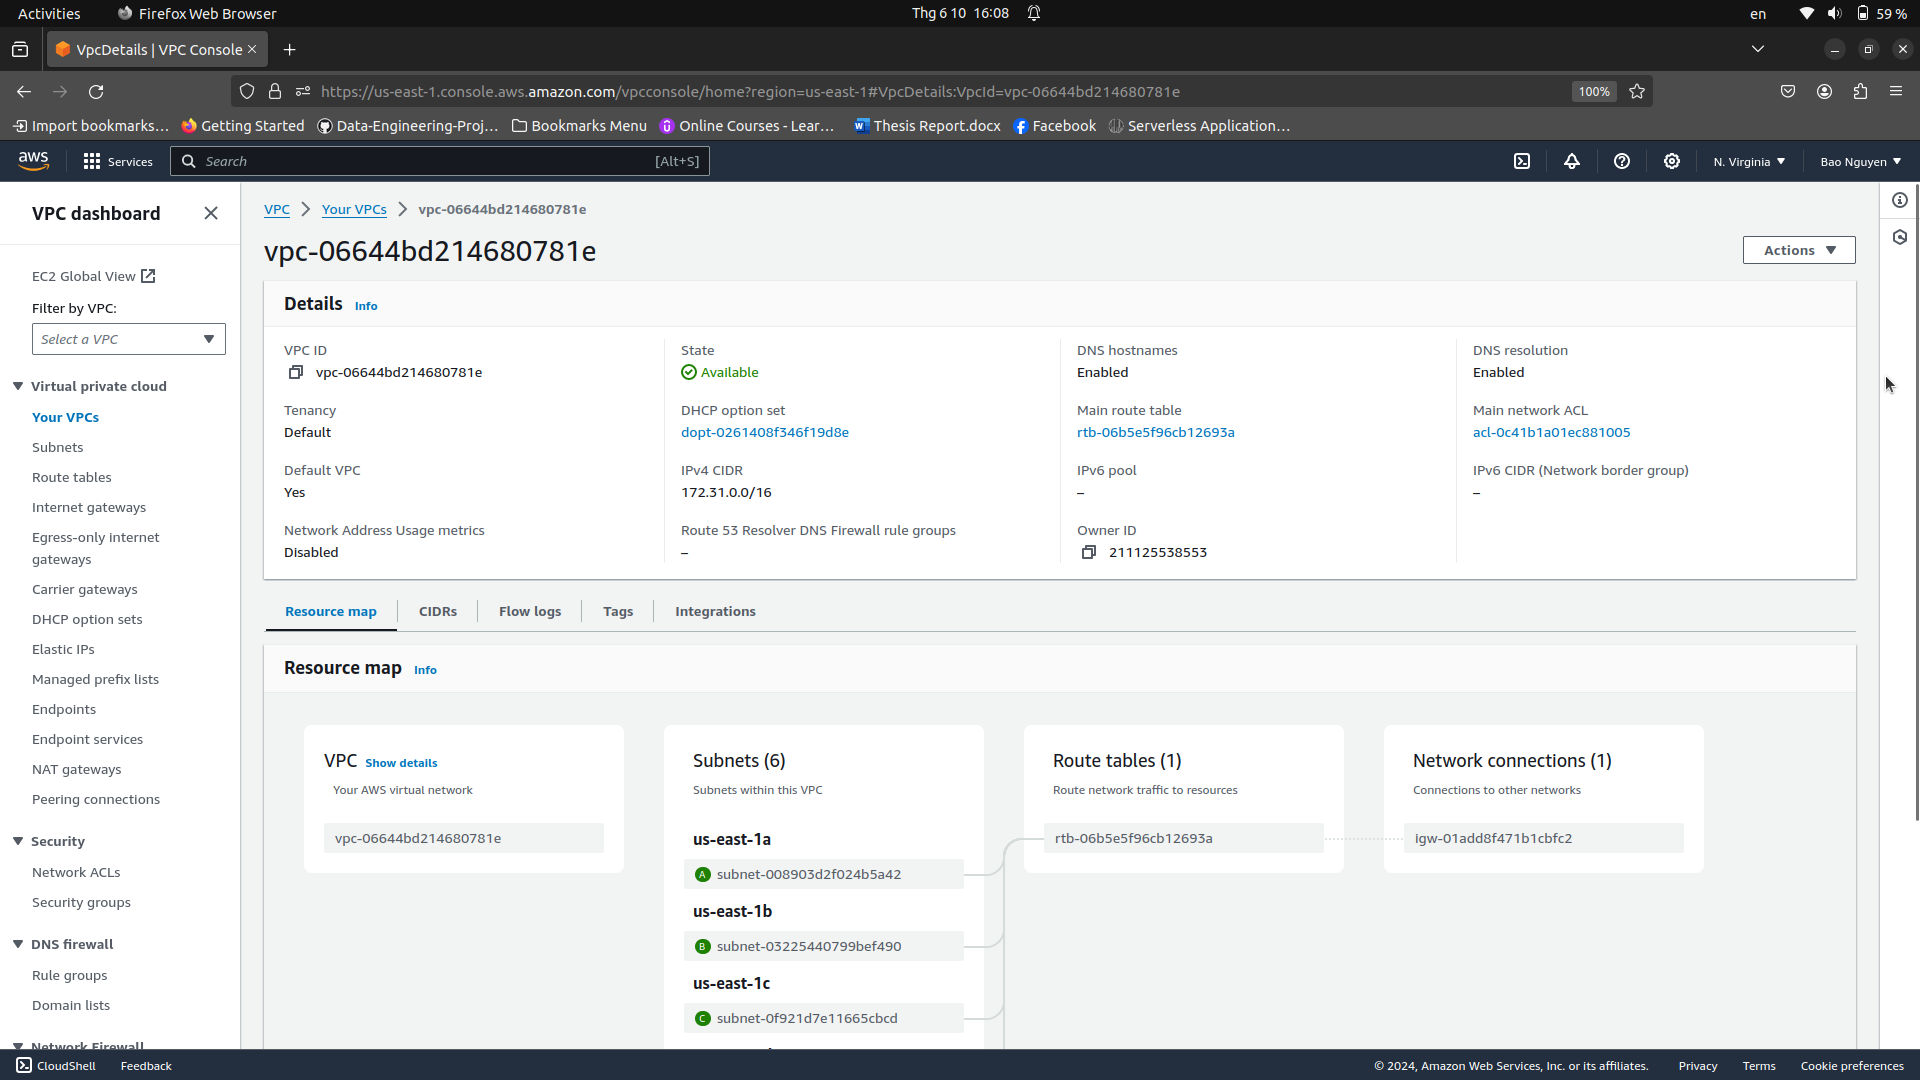 Activities
Firefox Web Browser
Thg 6 10 16:08
en
59 %
VpcDetails | VPC Console
https://us-east-1.console.aws.amazon.com/vpcconsole/home?region=us-east-1#VpcDetails:VpcId=vpc-06644bd214680781e
100%
Import bookmarks...
Getting Started
Data-Engineering-Proj...
Bookmarks Menu
Online Courses - Lear...
Thesis Report.docx
Facebook
Serverless Application...
aws
Services
Search
[Alt+S]
N. Virginia
Bao Nguyen
VPC dashboard
EC2 Global View
Filter by VPC:
Select a VPC
Virtual private cloud
Your VPCs
Subnets
Route tables
Internet gateways
Egress-only internet
gateways
Carrier gateways
DHCP option sets
Elastic IPs
Managed prefix lists
Endpoints
Endpoint services
NAT gateways
Peering connections
Security
Network ACLs
Security groups
DNS firewall
Rule groups
Domain lists
Network Firewall
VPC
Your VPCs
vpc-06644bd214680781e
vpc-06644bd214680781e
Actions
Details Info
VPC ID
vpc-06644bd214680781e
State
Available
DNS hostnames
Enabled
DNS resolution
Enabled
Tenancy
Default
DHCP option set
dopt-0261408f346f19d8e
Main route table
rtb-06b5e5f96cb12693a
Main network ACL
acl-0c41b1a01ec881005
Default VPC
Yes
IPv4 CIDR
172.31.0.0/16
IPv6 pool
–
IPv6 CIDR (Network border group)
–
Network Address Usage metrics
Disabled
Route 53 Resolver DNS Firewall rule groups
–
Owner ID
211125538553
Resource map
CIDRs
Flow logs
Tags
Integrations
Resource map Info
VPC Show details
Your AWS virtual network
vpc-06644bd214680781e
Subnets (6)
Subnets within this VPC
us-east-1a
A subnet-008903d2f024b5a42
us-east-1b
B subnet-03225440799bef490
us-east-1c
C subnet-0f921d7e11665cbcd
Route tables (1)
Route network traffic to resources
rtb-06b5e5f96cb12693a
Network connections (1)
Connections to other networks
igw-01add8f471b1cbfc2
CloudShell
Feedback
© 2024, Amazon Web Services, Inc. or its affiliates.
Privacy
Terms
Cookie preferences